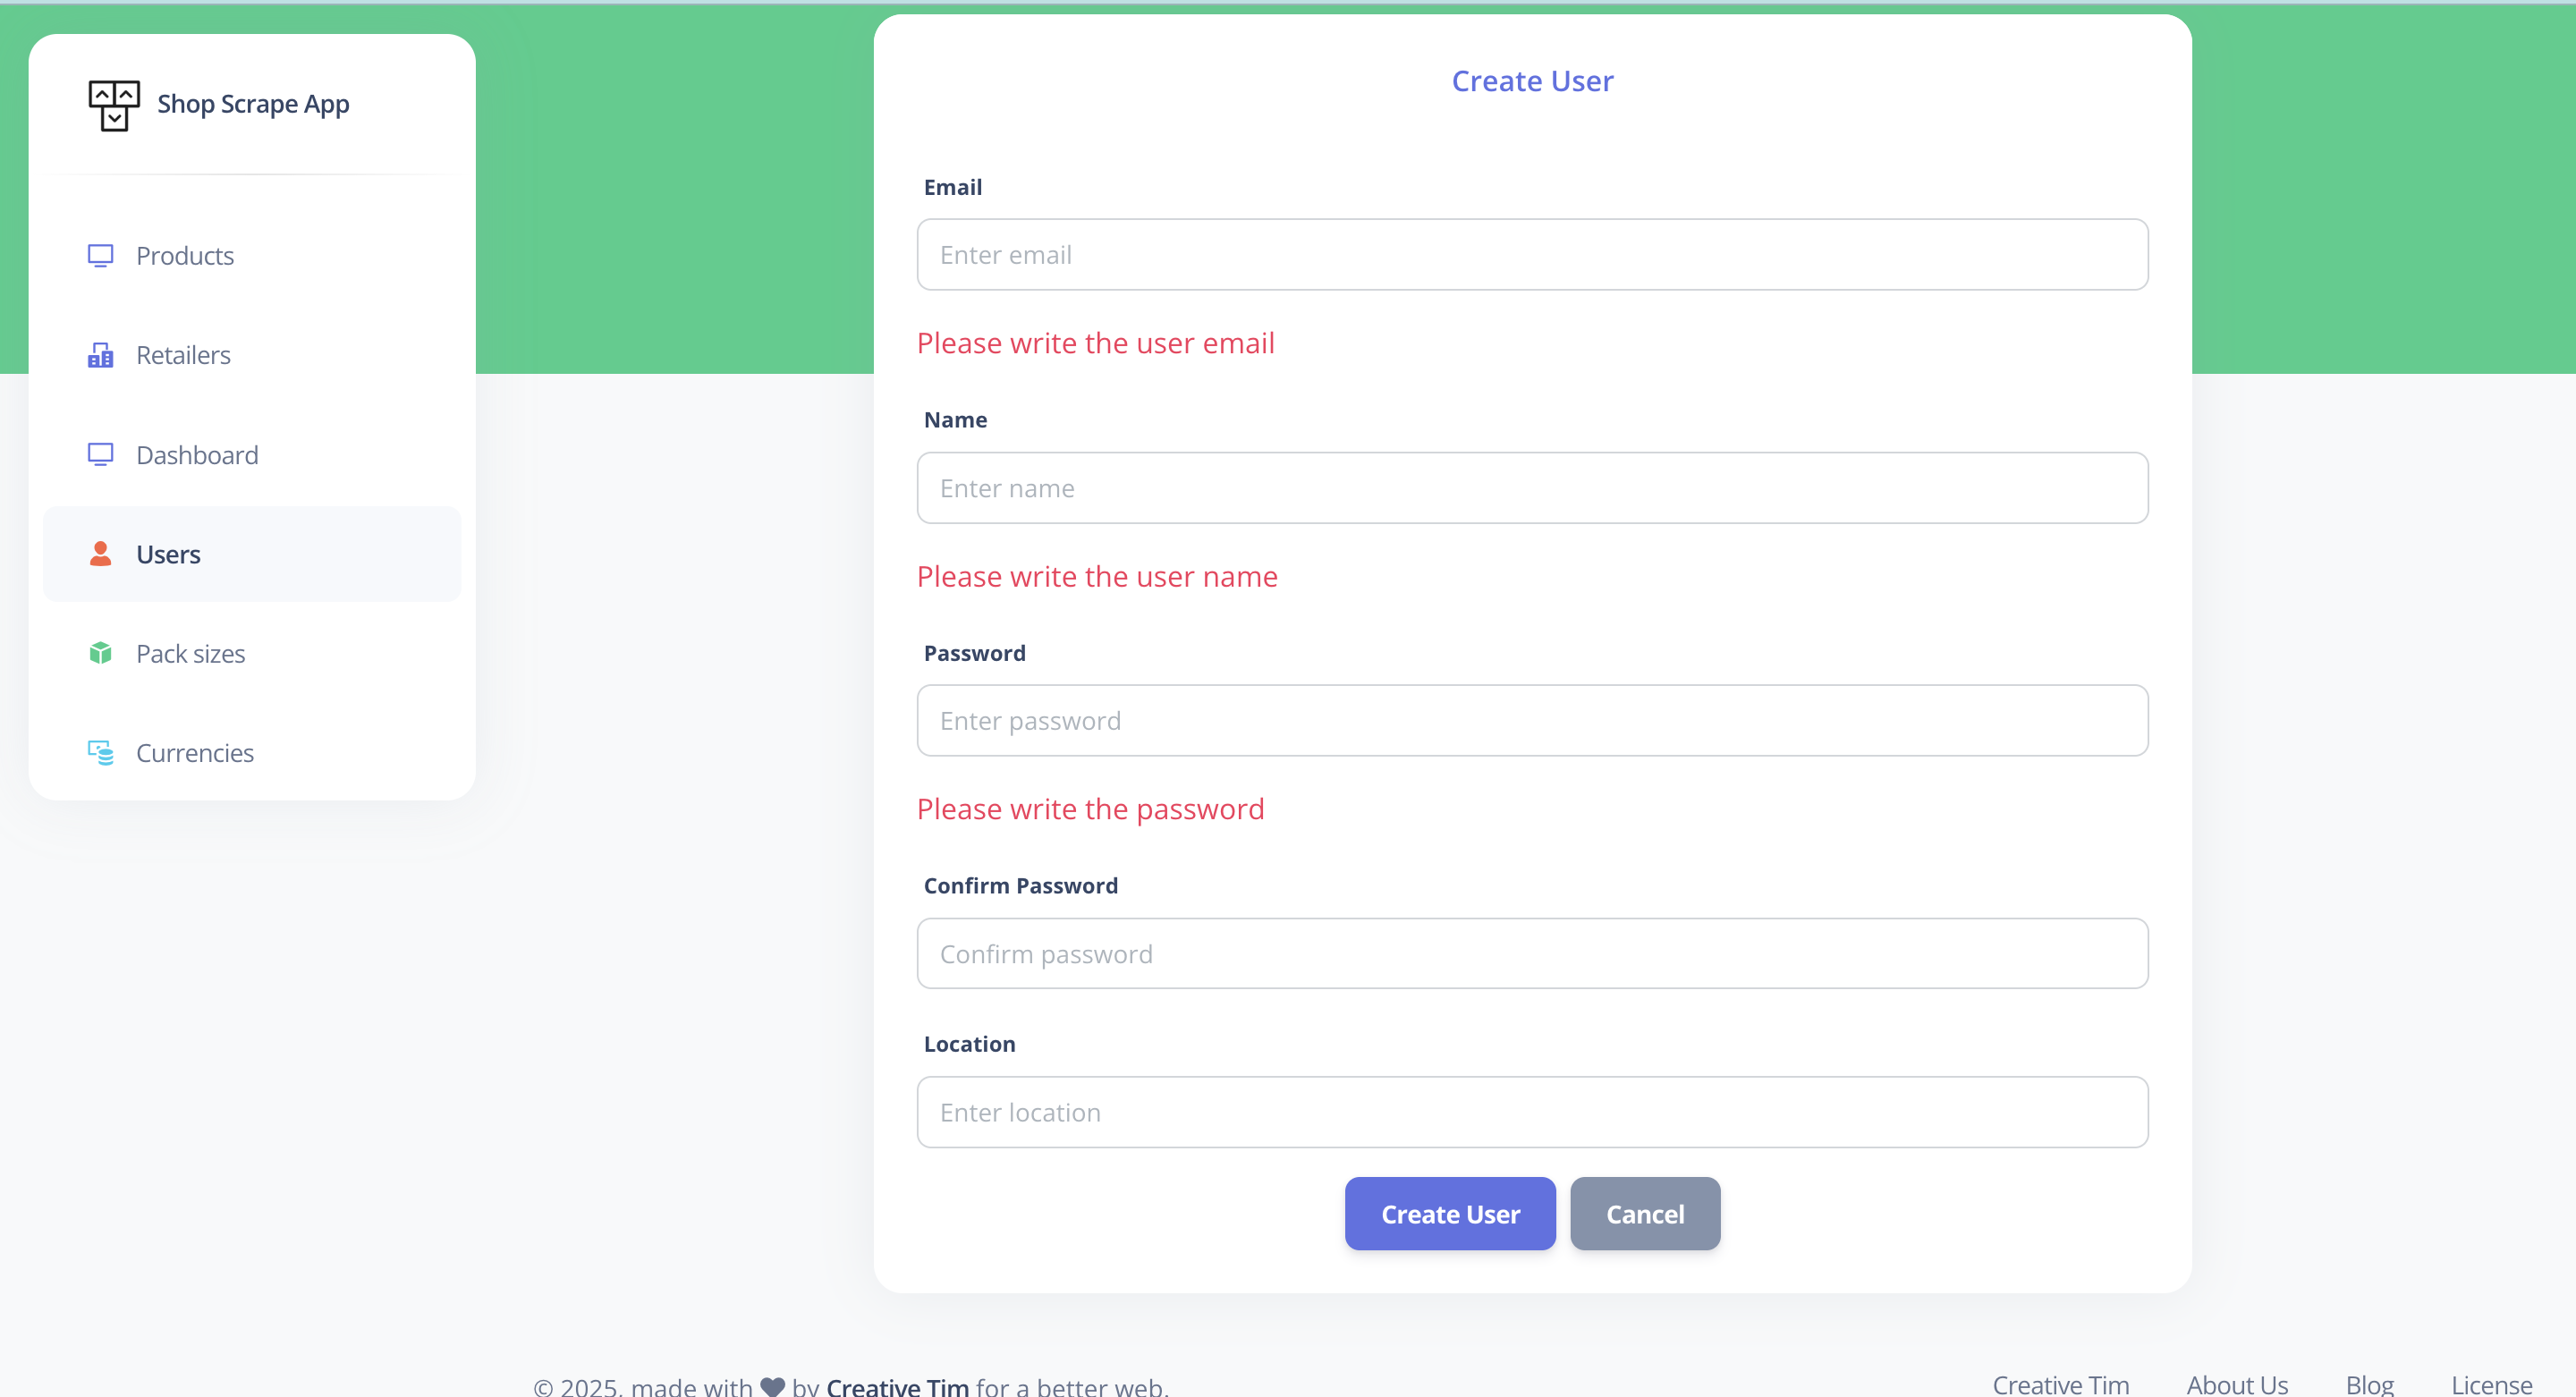 Shop Scrape App
Products
Retailers
Dashboard
Users
Pack sizes
Currencies
Create User
Email
Enter email
Please write the user email
Name
Enter name
Please write the user name
Password
Enter password
Please write the password
Confirm Password
Confirm password
Location
Enter location
Create User Cancel
© 2025, made with by Creative Tim for a better web.
Creative Tim About Us Blog License